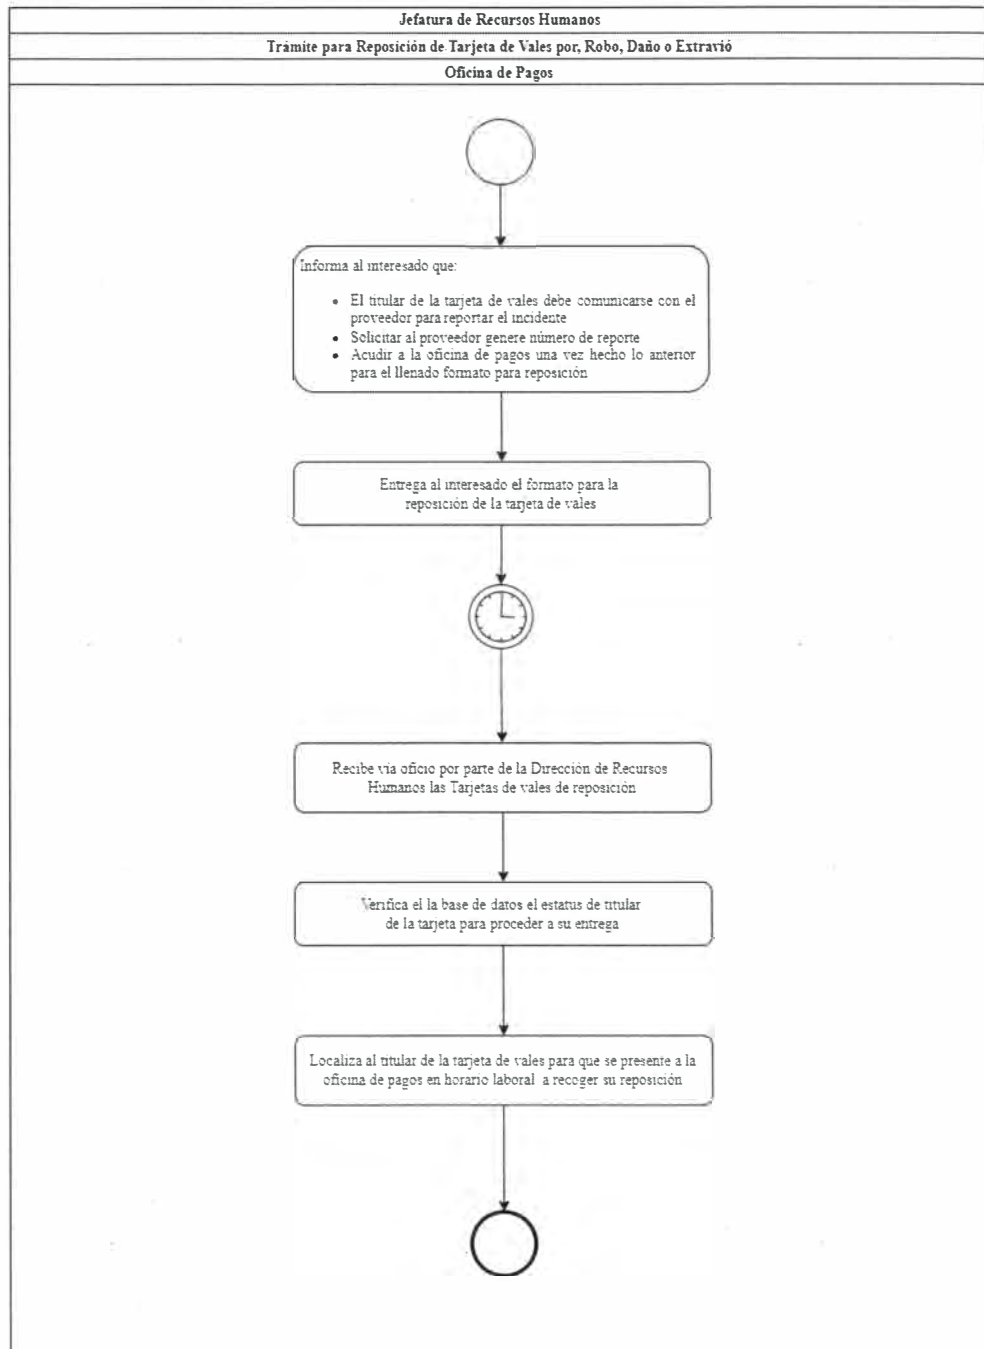 Jefatura de Recursos Humanos
Trámite para Reposición de Tarjeta de Vales por, Robo, Daño o Extravió
Oficina de Pagos
Informa al interesado que:
• El titular de la tarjeta de vales debe comunicarse con el
proveedor para reportar el incidente
• Solicitar al proveedor genere número de reporte
• Acudir a la oficina de pagos una vez hecho lo anterior
para el llenado formato para reposición
Entrega al interesado el formato para la
reposición de la tarjeta de vales
Recibe vía oficio por parte de la Dirección de Recursos
Humanos las Tarjetas de vales de reposición
Verifica el la base de datos el estatus de titular
de la tarjeta para proceder a su entrega
Localiza al titular de la tarjeta de vales para que se presente a la
oficina de pagos en horario laboral a recoger su reposición